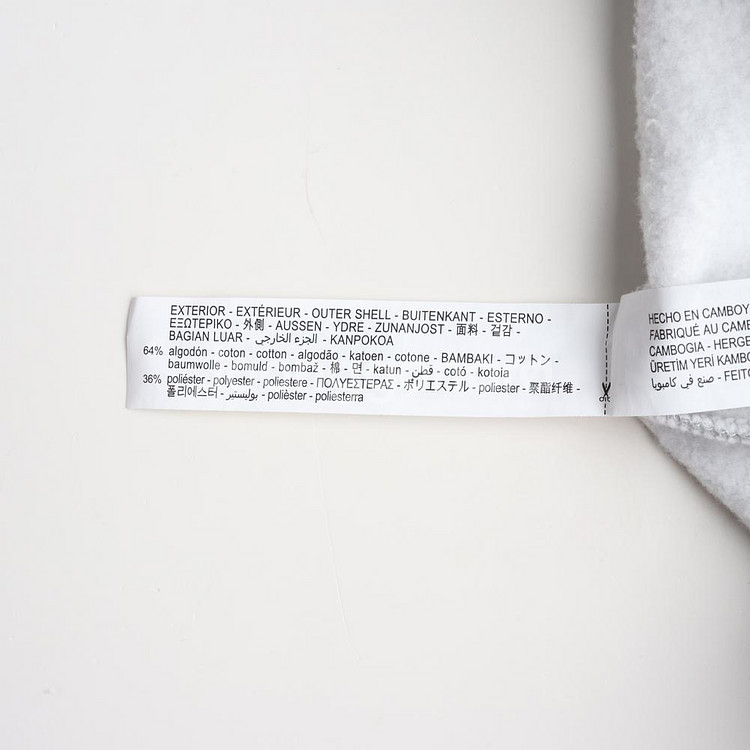 EXTERIOR - EXTÉRIEUR - OUTER SHELL - BUITENKANT - ESTERNO -
ΕΞΩΤΕΡΙΚΟ - 外側 - AUSSEN - YDRE - ZUNANJOST - 面料 - 겉감 -
BAGIAN LUAR - الجزء الخارجي - KANPOKOA
64% algodón - coton - cotton - algodão - katoen - cotone - ΒΑΜΒΑΚΙ - コットン -
baumwolle - bomuld - bombaž - 棉 - 면 - katun - قطن - cotó - kotoia
36% poliéster - polyester - poliestere - ΠΟΛΥΕΣΤΕΡΑΣ - ポリエステル - poliester - 聚酯纤维 -
폴리에스터 - بوليستير - polièster - poliesterra
HECHO EN CAMBOY
FABRIQUÉ AU CAMB
CAMBOGIA - HERGE
ÜRETİM YERİ KAMBO
صنع في كامبوديا - FEITO